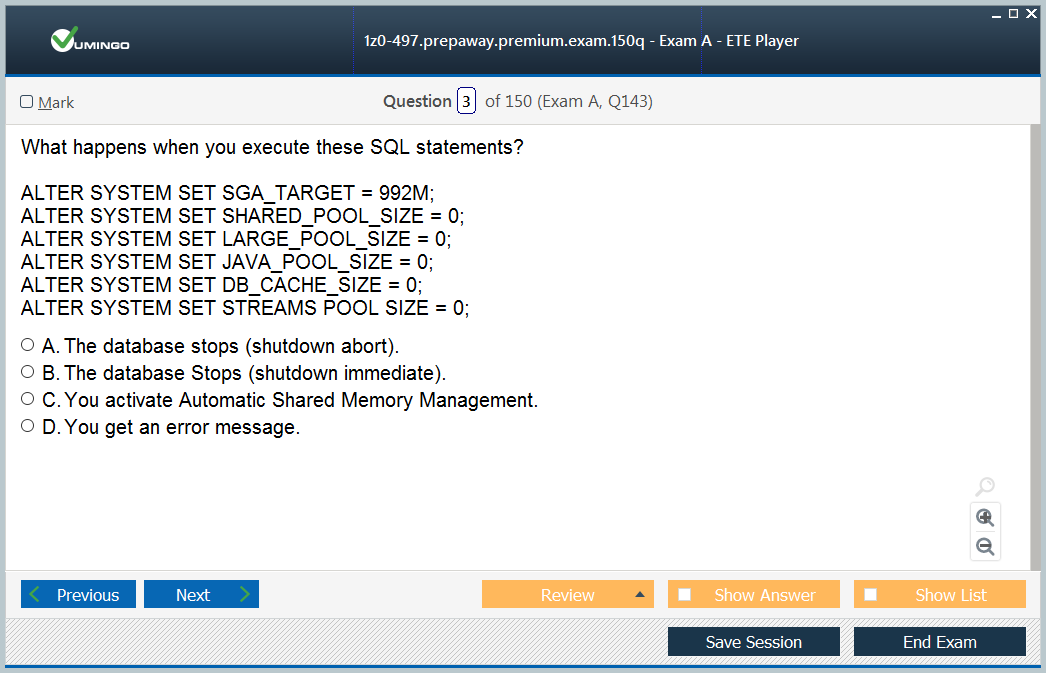 VUMINGO
1z0-497.prepaway.premium.exam.150q - Exam A - ETE Player
Mark
Question 3 of 150 (Exam A, Q143)
What happens when you execute these SQL statements?
ALTER SYSTEM SET SGA_TARGET = 992M;
ALTER SYSTEM SET SHARED_POOL_SIZE = 0;
ALTER SYSTEM SET LARGE_POOL_SIZE = 0;
ALTER SYSTEM SET JAVA_POOL_SIZE = 0;
ALTER SYSTEM SET DB_CACHE_SIZE = 0;
ALTER SYSTEM SET STREAMS POOL SIZE = 0;
A. The database stops (shutdown abort).
B. The database Stops (shutdown immediate).
C. You activate Automatic Shared Memory Management.
D. You get an error message.
Previous
Next
Review
Show Answer
Show List
Save Session
End Exam